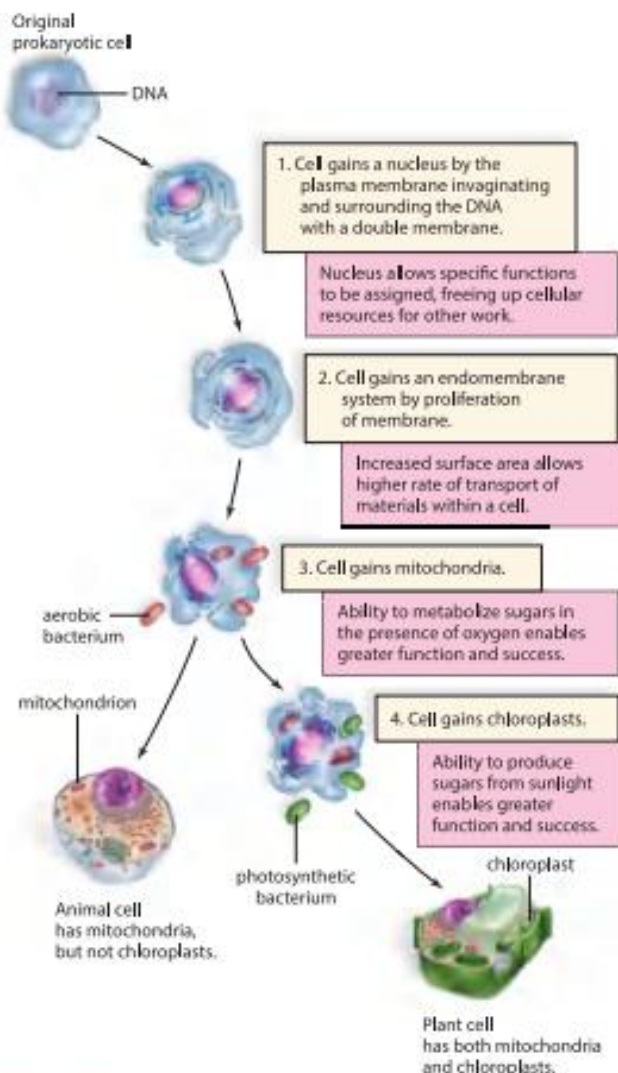 Original
prokaryotic cell
DNA
1. Cell gains a nucleus by the
plasma membrane invaginating
and surrounding the DNA
with a double membrane.
Nucleus allows specific functions
to be assigned, freeing up cellular
resources for other work.
2. Cell gains an endomembrane
system by proliferation
of membrane.
Increased surface area allows
higher rate of transport of
materials within a cell.
3. Cell gains mitochondria.
aerobic
bacterium
Ability to metabolize sugars in
the presence of oxygen enables
greater function and success.
mitochondrion
4. Cell gains chloroplasts.
Ability to produce
sugars from sunlight
enables greater
function and success.
photosynthetic
bacterium
chloroplast
Animal cell
has mitochondria,
but not chloroplasts.
Plant cell
has both mitochondria
and chloroplasts.